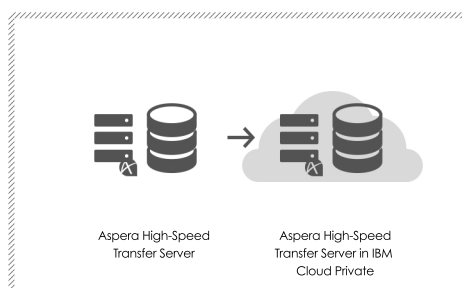 Aspera High-Speed
Transfer Server
Aspera High-Speed
Transfer Server in IBM
Cloud Private